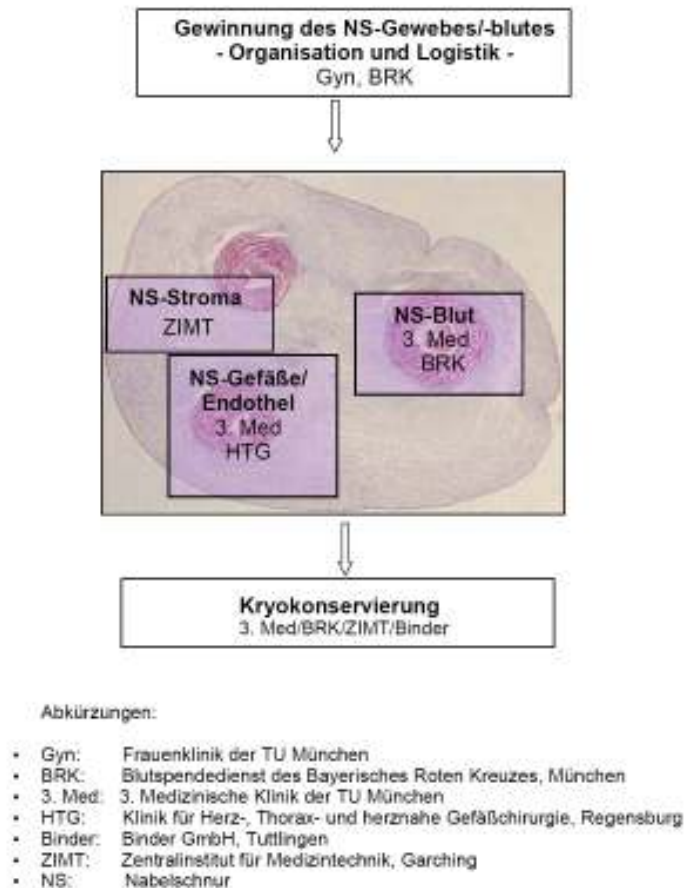 Gewinnung des NS-Gewebes/-blutes
- Organisation und Logistik -
Gyn, BRK
NS-Stroma
ZIMT
NS-Blut
3. Med
BRK
NS-Gefäße/
Endothel
3. Med
HTG
Kryokonservierung
3. Med/BRK/ZIMT/Binder
Abkürzungen:
• Gyn: Frauenklinik der TU München
• BRK: Blutspendedienst des Bayerisches Roten Kreuzes, München
• 3. Med: 3. Medizinische Klinik der TU München
• HTG: Klinik für Herz-, Thorax- und herznahe Gefäßchirurgie, Regensburg
• Binder: Binder GmbH, Tuttlingen
• ZIMT: Zentralinstitut für Medizintechnik, Garching
• NS: Nabelschnur